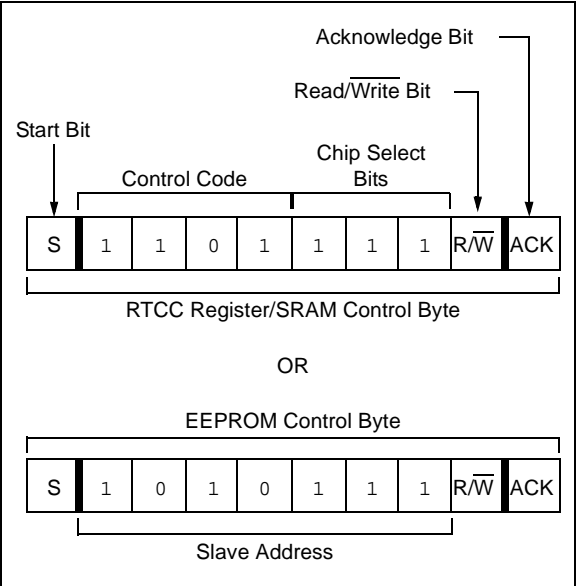 Acknowledge Bit
Read/Write Bit
Start Bit
Chip Select
Control Code Bits
S 1 1 0 1 1 1 1 R/W ACK
RTCC Register/SRAM Control Byte
OR
EEPROM Control Byte
S 1 0 1 0 1 1 1 R/W ACK
Slave Address